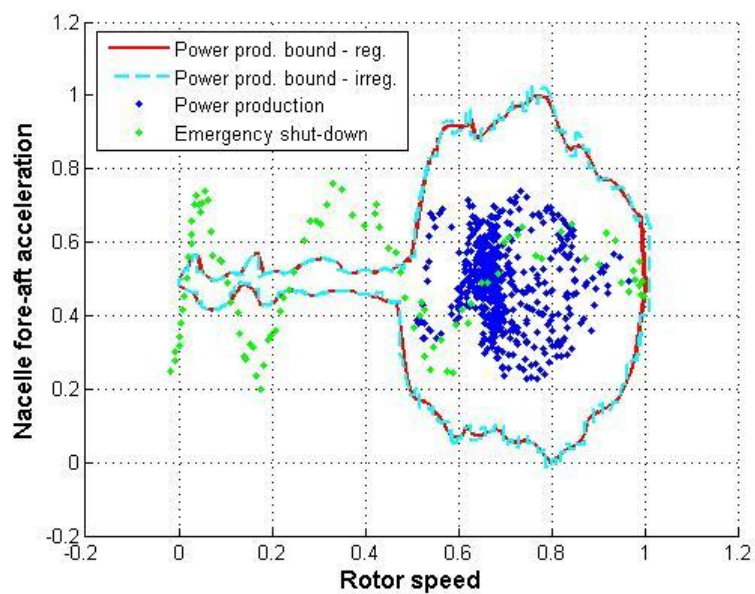 1.2
1
0.8
0.6
0.4
0.2
0
-0.2
Nacelle fore-aft acceleration
Power prod. bound - reg.
Power prod. bound - irreg.
Power production
Emergency shut-down
-0.2 0 0.2 0.4 0.6 0.8 1 1.2
Rotor speed